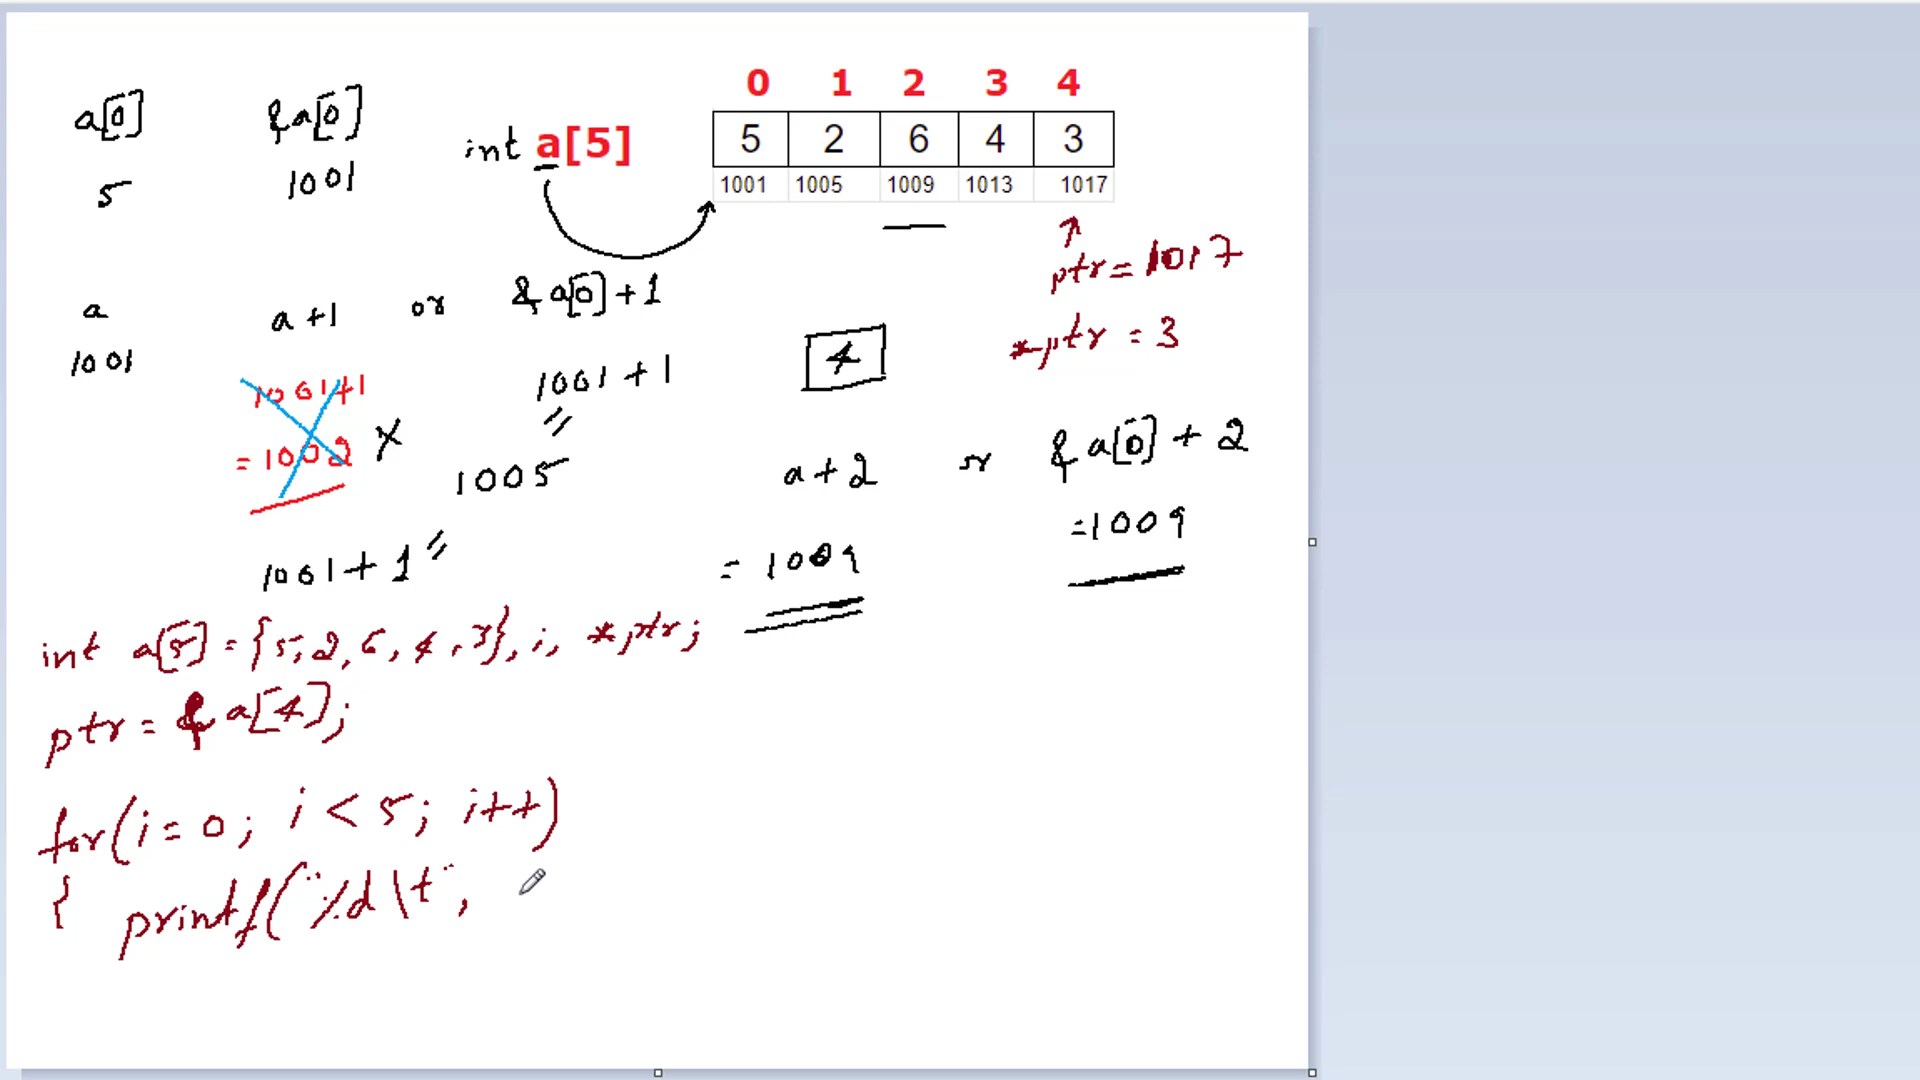 0 1 2 3 4
a[0] &a[0] int a[5] 5 2 6 4 3
5 1001 1001 1005 1009 1013 1017
ptr = 1017
a a+1 or &a[0]+1
*ptr = 3
1001 1001+1 1001+1 4
=1002 x 1005 a+2 or &a[0]+2
1001+1 = 1009 =1009
int a[5] = {5, 2, 6, 4, 3}, i, *ptr;
ptr = &a[4];
for(i=0; i<5; i++)
{ printf("%d\t",